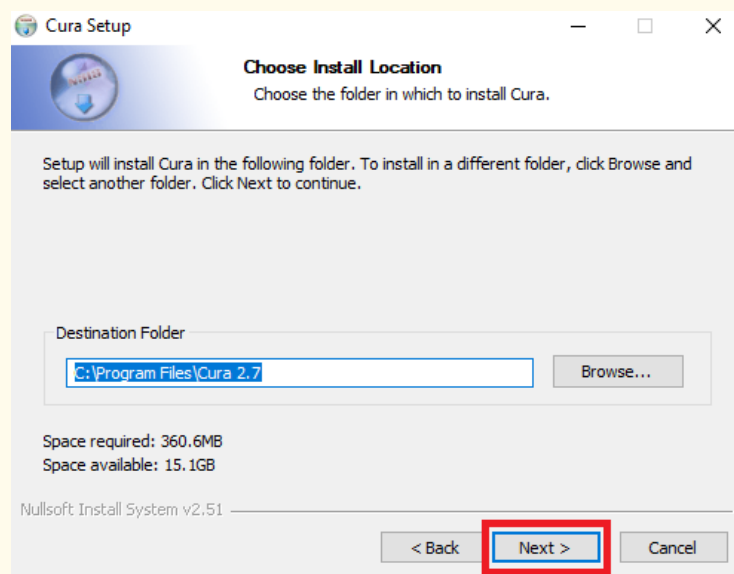 Cura Setup
Choose Install Location
Choose the folder in which to install Cura.
Setup will install Cura in the following folder. To install in a different folder, click Browse and
select another folder. Click Next to continue.
Destination Folder
C:\Program Files\Cura 2.7
Browse...
Space required: 360.6MB
Space available: 15.1GB
Nullsoft Install System v2.51
< Back
Next >
Cancel